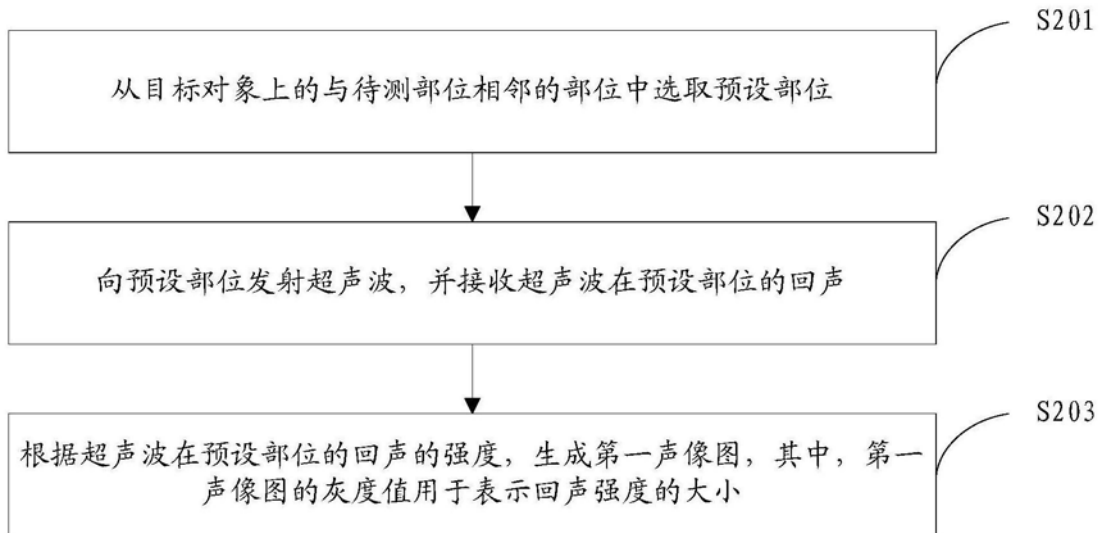 S201
从目标对象上的与待测部位相邻的部位中选取预设部位
S202
向预设部位发射超声波，并接收超声波在预设部位的回声
S203
根据超声波在预设部位的回声的强度，生成第一声像图，其中，第一
声像图的灰度值用于表示回声强度的大小